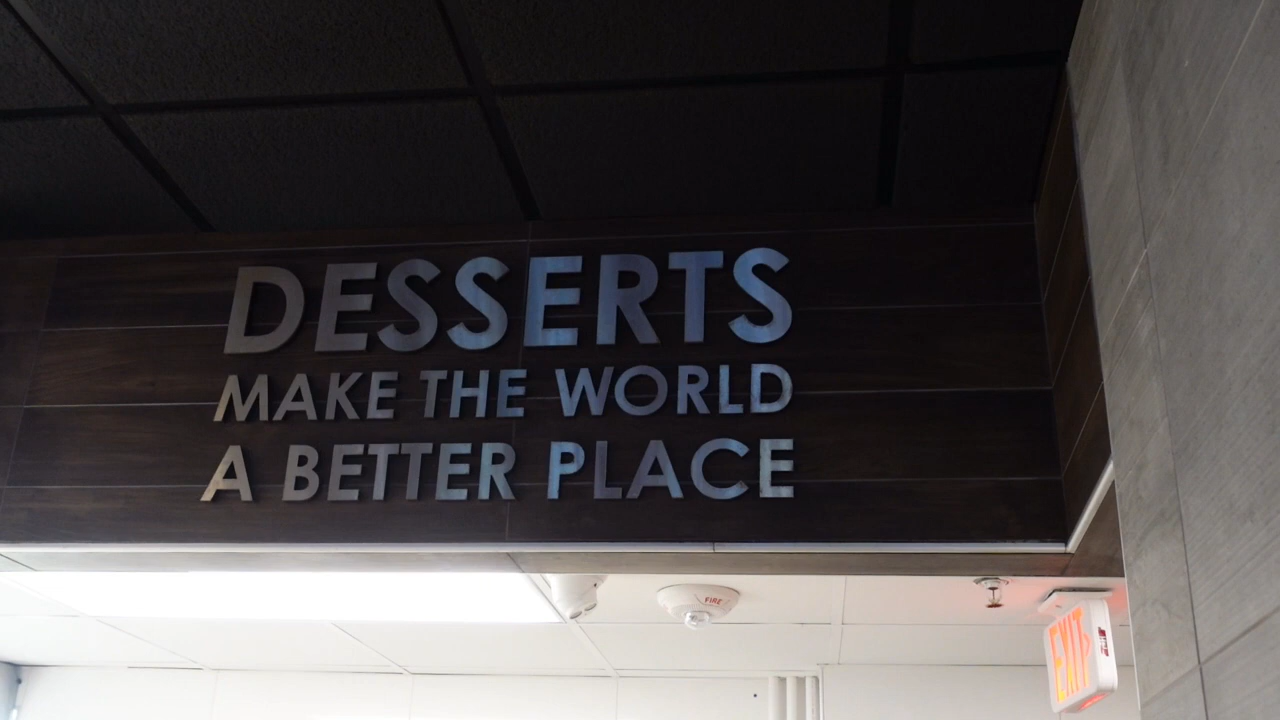 DESSERTS
MAKE THE WORLD
A BETTER PLACE
FIRE
EXIT